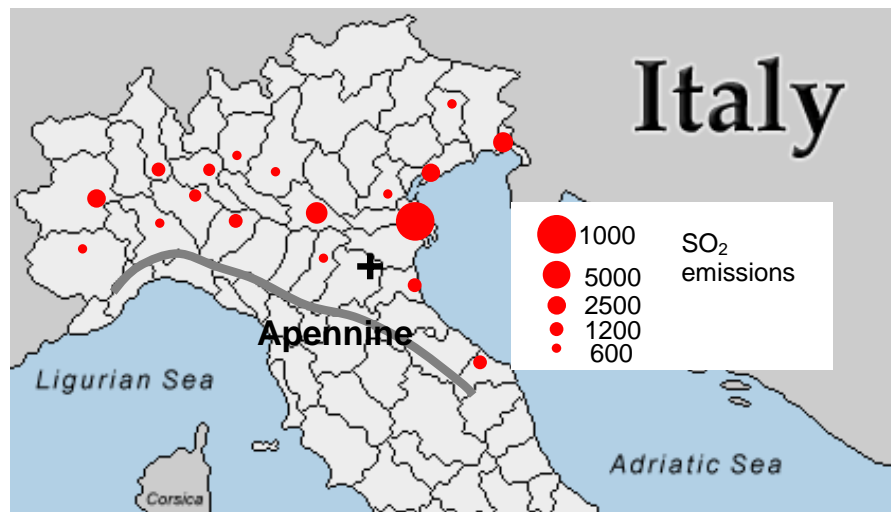 Italy
1000
5000
2500
1200
600
SO₂
emissions
Apennine
Ligurian Sea
Adriatic Sea
Corsica